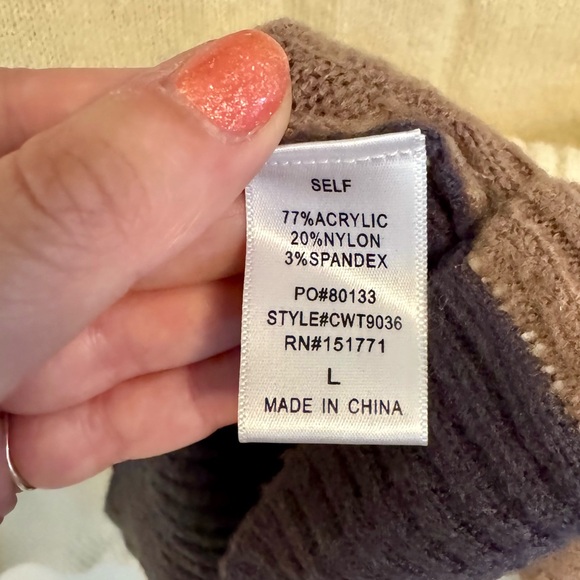 SELF
77%ACRYLIC
20%NYLON
3%SPANDEX
PO#80133
STYLE#CWT9036
RN#151771
L
MADE IN CHINA